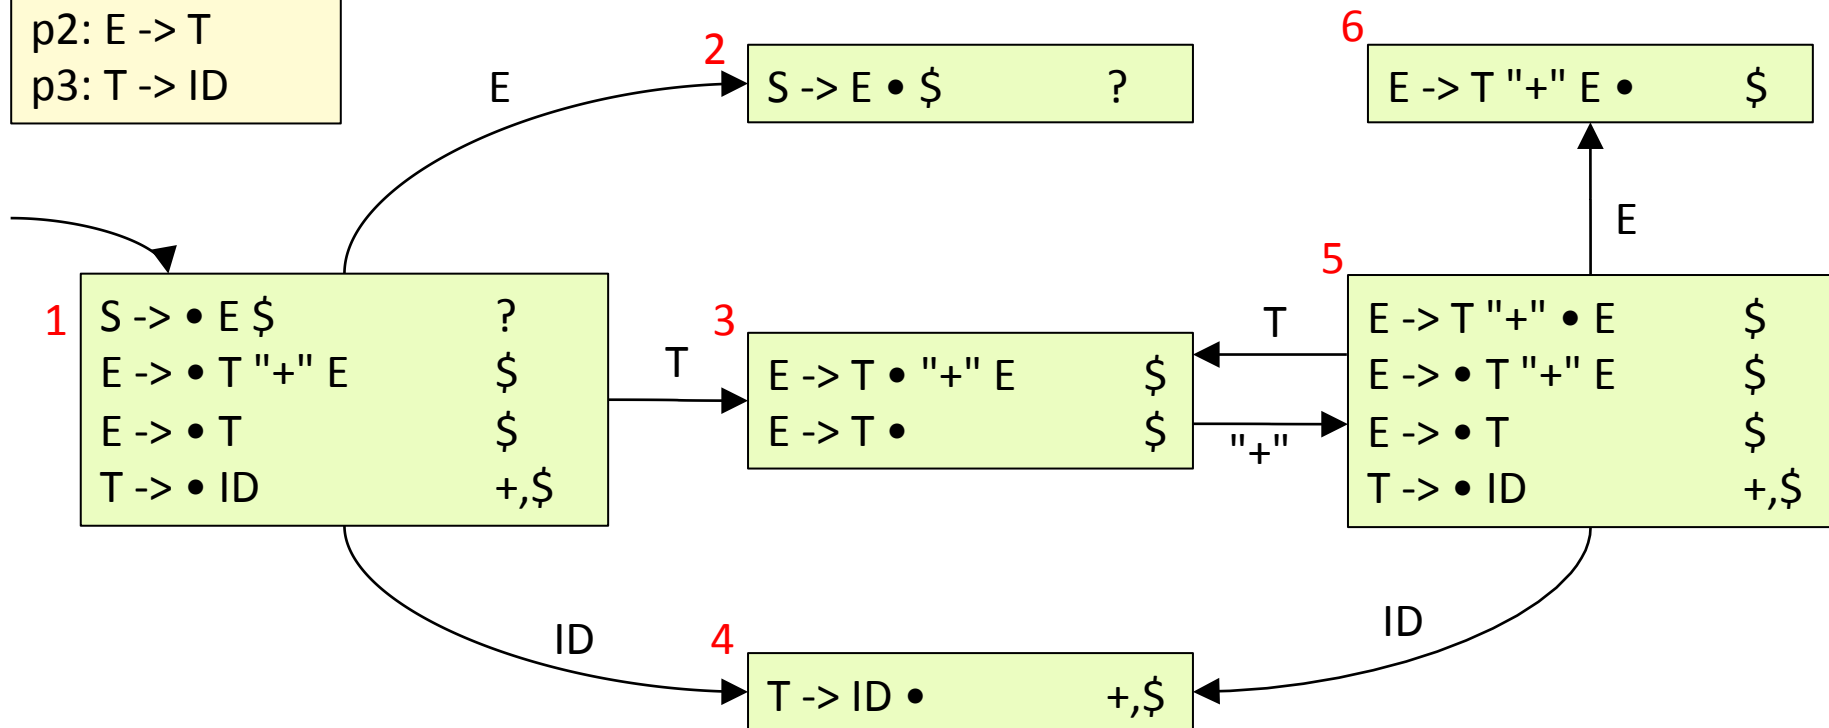 p2: E -> T
p3: T -> ID
E
2
S -> E • $ ?
6
E -> T "+" E • $
E
1
S -> • E $ ?
E -> • T "+" E $
E -> • T $
T -> • ID +,$
T
3
E -> T • "+" E $
E -> T • $
T
"+"
5
E -> T "+" • E $
E -> • T "+" E $
E -> • T $
T -> • ID +,$
ID
4
T -> ID • +,$
ID